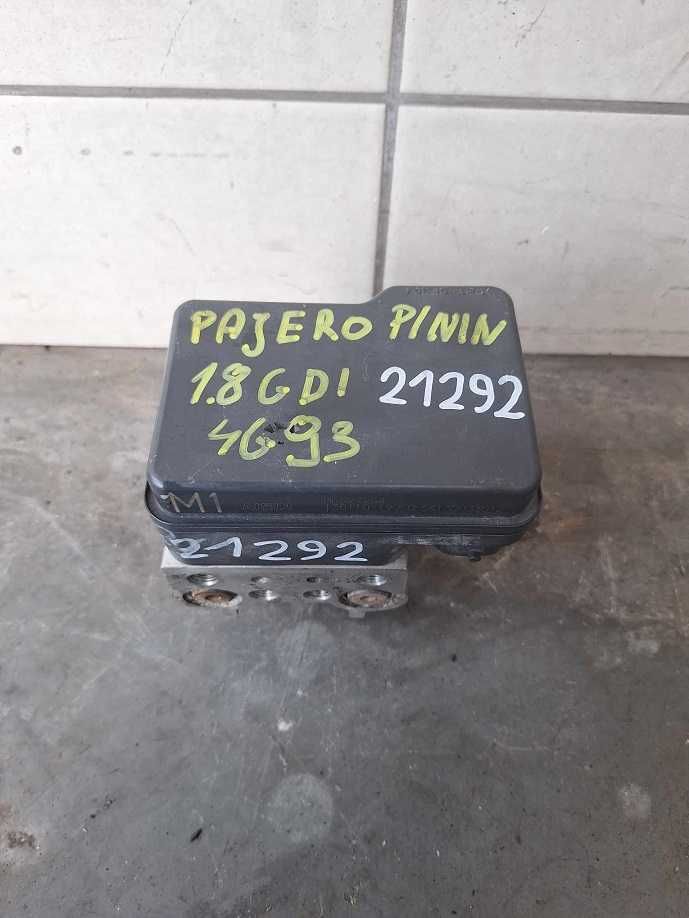 PAJERO PININ
1.8 GDI 21292
4G93
M1
21292